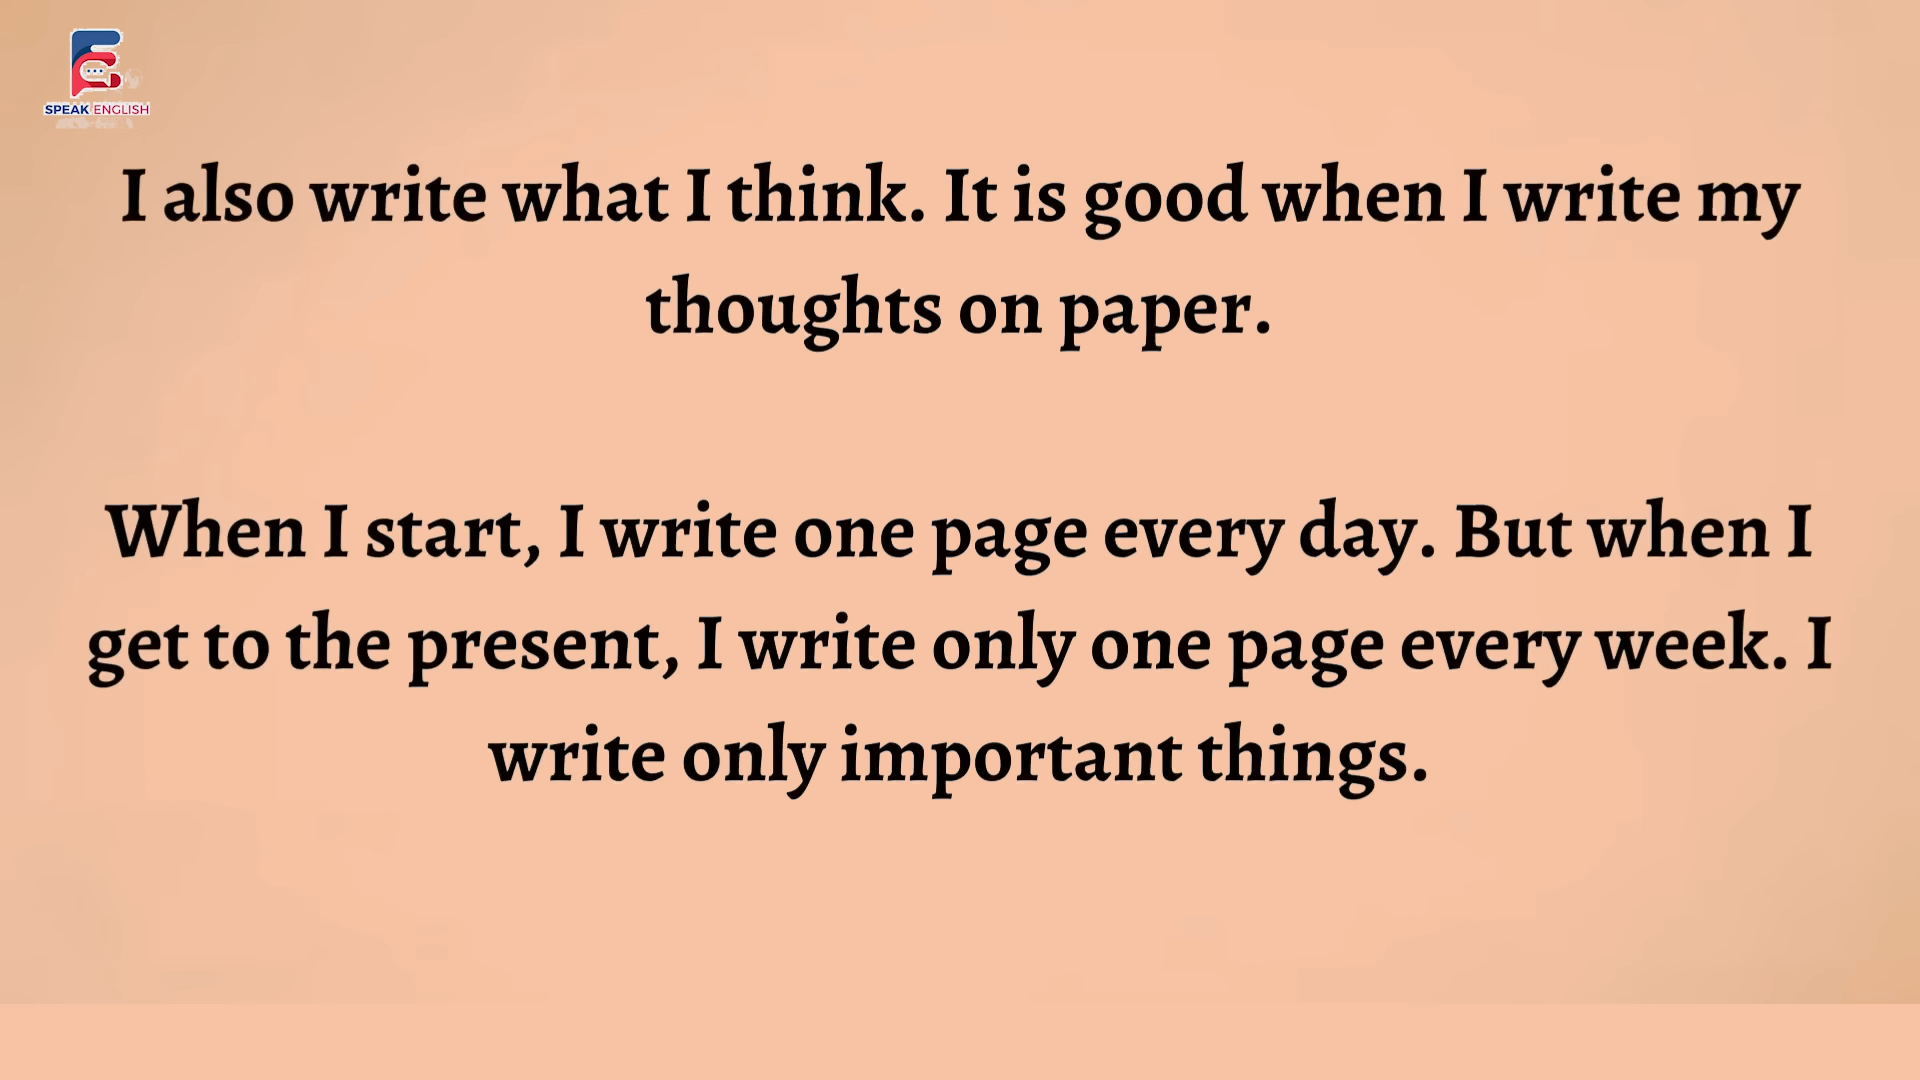 SPEAK ENGLISH
I also write what I think. It is good when I write my
thoughts on paper.
When I start, I write one page every day. But when I
get to the present, I write only one page every week. I
write only important things.